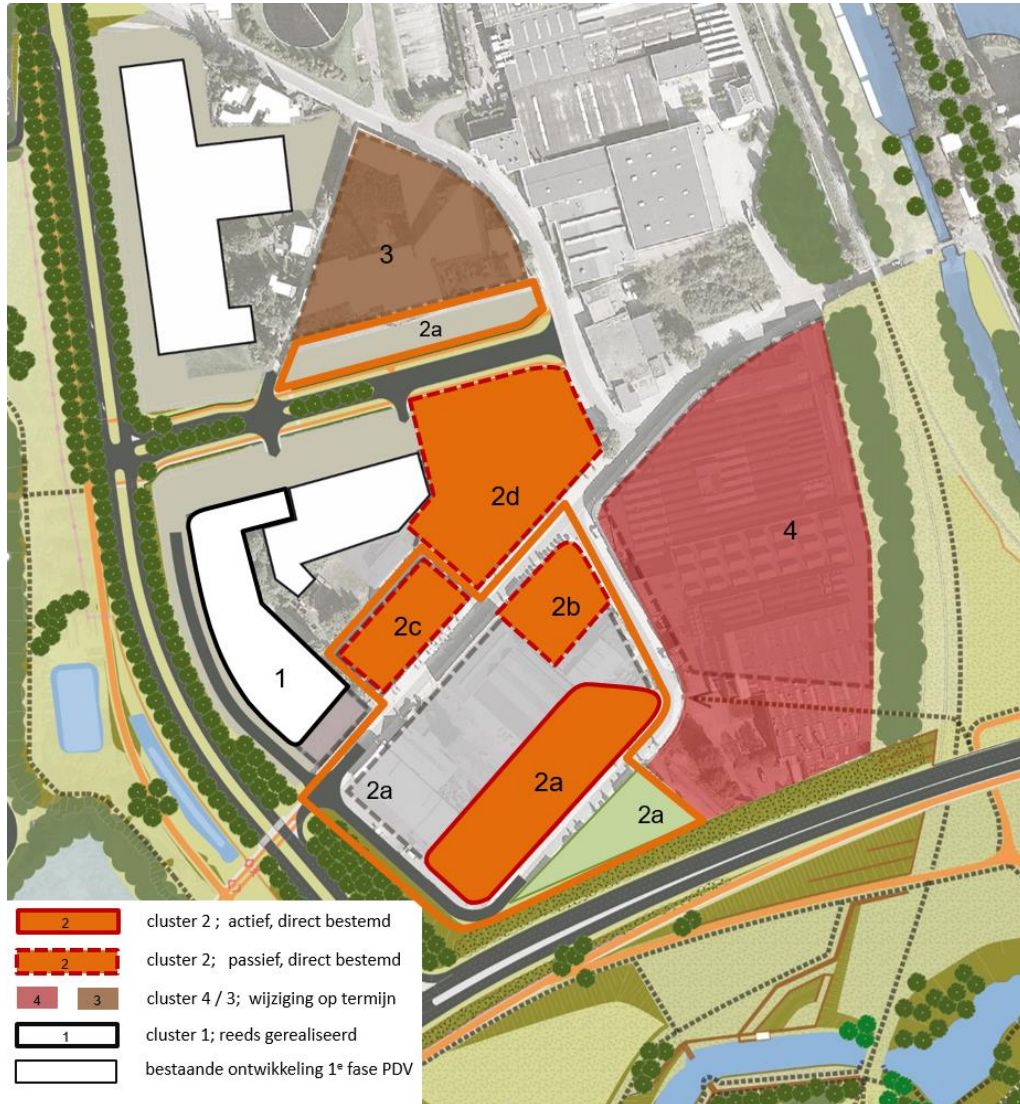 3
2a
2d
4
2b
2c
1
2a
2a
2a
2 cluster 2 ; actief, direct bestemd
2 cluster 2; passief, direct bestemd
4 3 cluster 4 / 3; wijziging op termijn
1 cluster 1; reeds gerealiseerd
bestaande ontwikkeling 1e fase PDV